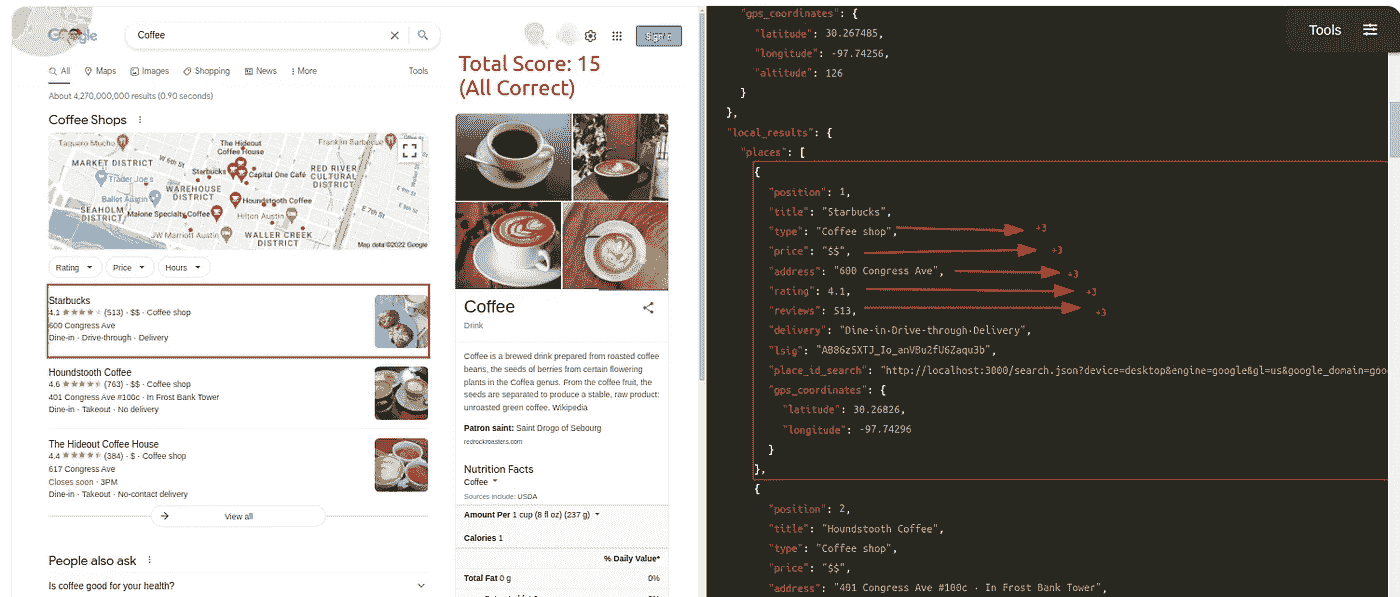 Google
Coffee
Sign in
All
Maps
Images
Shopping
News
More
Tools
About 4,270,000,000 results (0.90 seconds)
Total Score: 15
(All Correct)
Coffee Shops
Taquero Mucho
The Hideout
Coffee House
Franklin Barbecue
MARKET DISTRICT
W 6th St
Starbucks
Capital One Café
RED RIVER
CULTURAL
DISTRICT
Trader Joe's
WAREHOUSE
DISTRICT
Ballet Austin
Houndstooth Coffee
SEAHOLM
DISTRICT
Malone Specialty Coffee
Hilton Austin
E 7th St
JW Marriott Austin
WALLER CREEK
DISTRICT
Map data ©2022 Google
Rating
Price
Hours
Starbucks
4.1 (513) · $$ · Coffee shop
600 Congress Ave
Dine-in · Drive-through · Delivery
Houndstooth Coffee
4.6 (763) · $$ · Coffee shop
401 Congress Ave #100c · In Frost Bank Tower
Dine-in · Takeout · No delivery
The Hideout Coffee House
4.4 (384) · $ · Coffee shop
617 Congress Ave
Closes soon · 3PM
Dine-in · Takeout · No-contact delivery
View all
People also ask
Is coffee good for your health?
Coffee
Drink
Coffee is a brewed drink prepared from roasted coffee
beans, the seeds of berries from certain flowering
plants in the Coffea genus. From the coffee fruit, the
seeds are separated to produce a stable, raw product:
unroasted green coffee. Wikipedia
Patron saint: Saint Drogo of Sebourg
redrockroasters.com
Nutrition Facts
Coffee
Sources include: USDA
Amount Per 1 cup (8 fl oz) (237 g)
Calories 1
% Daily Value*
Total Fat 0 g 0%
Tools
"gps_coordinates": {
"latitude": 30.267485,
"longitude": -97.74256,
"altitude": 126
}
},
"local_results": {
"places": [
{
"position": 1,
"title": "Starbucks",
"type": "Coffee shop", +3
"price": "$$", +3
"address": "600 Congress Ave", +3
"rating": 4.1, +3
"reviews": 513, +3
"delivery": "Dine-in·Drive-through·Delivery",
"lsig": "AB86z5XTJ_Io_anVBu2fU6Zaqu3b",
"place_id_search": "http://localhost:3000/search.json?device=desktop&engine=google&gl=us&google_domain=goo
"gps_coordinates": {
"latitude": 30.26826,
"longitude": -97.74296
}
},
{
"position": 2,
"title": "Houndstooth Coffee",
"type": "Coffee shop",
"price": "$$",
"address": "401 Congress Ave #100c · In Frost Bank Tower",